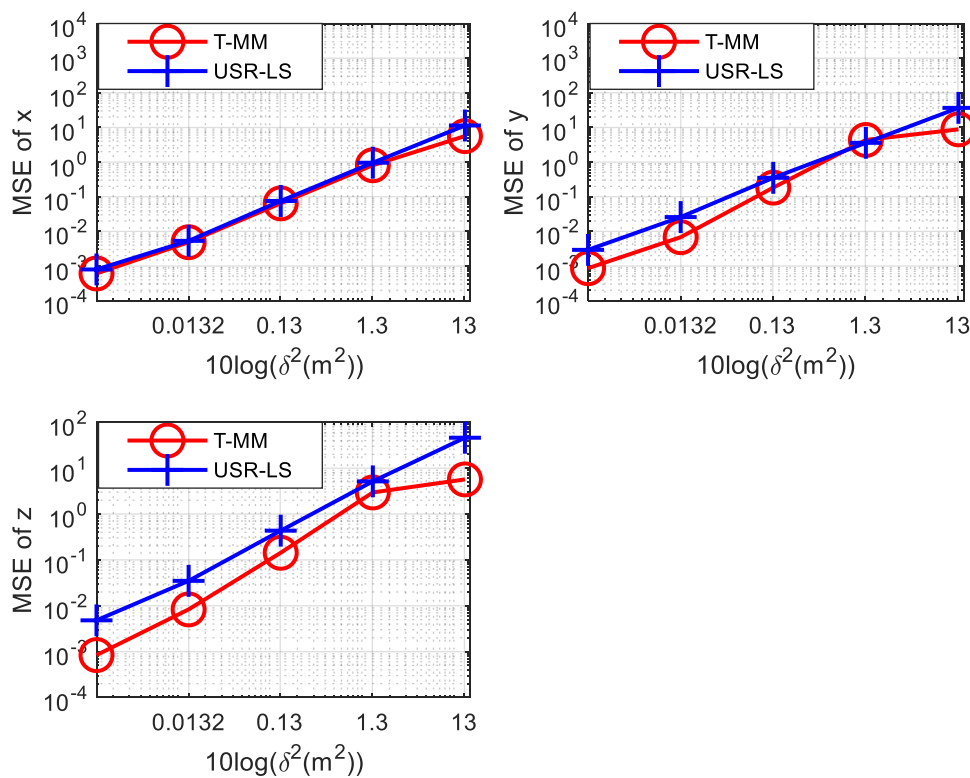 T-MM
USR-LS
MSE of x
10^4
10^3
10^2
10^1
10^0
10^-1
10^-2
10^-3
10^-4
0.0132 0.13 1.3 13
10log(δ^2(m^2))
T-MM
USR-LS
MSE of y
10^4
10^3
10^2
10^1
10^0
10^-1
10^-2
10^-3
10^-4
0.0132 0.13 1.3 13
10log(δ^2(m^2))
T-MM
USR-LS
MSE of z
10^2
10^1
10^0
10^-1
10^-2
10^-3
10^-4
0.0132 0.13 1.3 13
10log(δ^2(m^2))